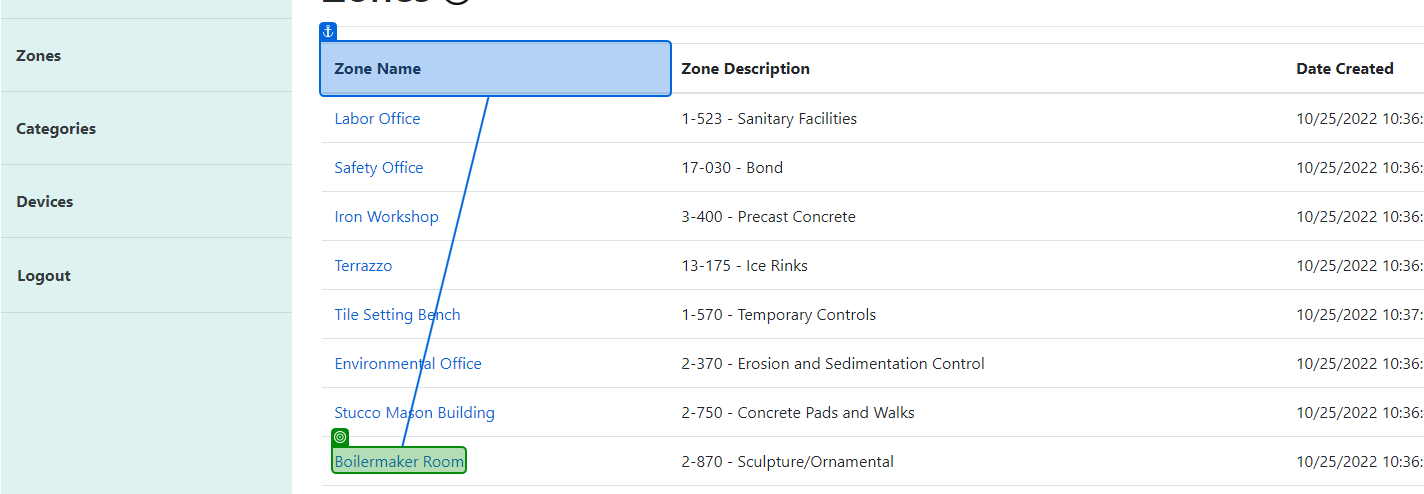 Zones
Zones
Categories
Devices
Logout
Zone Name Zone Description Date Created
Labor Office 1-523 - Sanitary Facilities 10/25/2022 10:36:
Safety Office 17-030 - Bond 10/25/2022 10:36:
Iron Workshop 3-400 - Precast Concrete 10/25/2022 10:36:
Terrazzo 13-175 - Ice Rinks 10/25/2022 10:36:
Tile Setting Bench 1-570 - Temporary Controls 10/25/2022 10:37:
Environmental Office 2-370 - Erosion and Sedimentation Control 10/25/2022 10:36:
Stucco Mason Building 2-750 - Concrete Pads and Walks 10/25/2022 10:36:
Boilermaker Room 2-870 - Sculpture/Ornamental 10/25/2022 10:36: